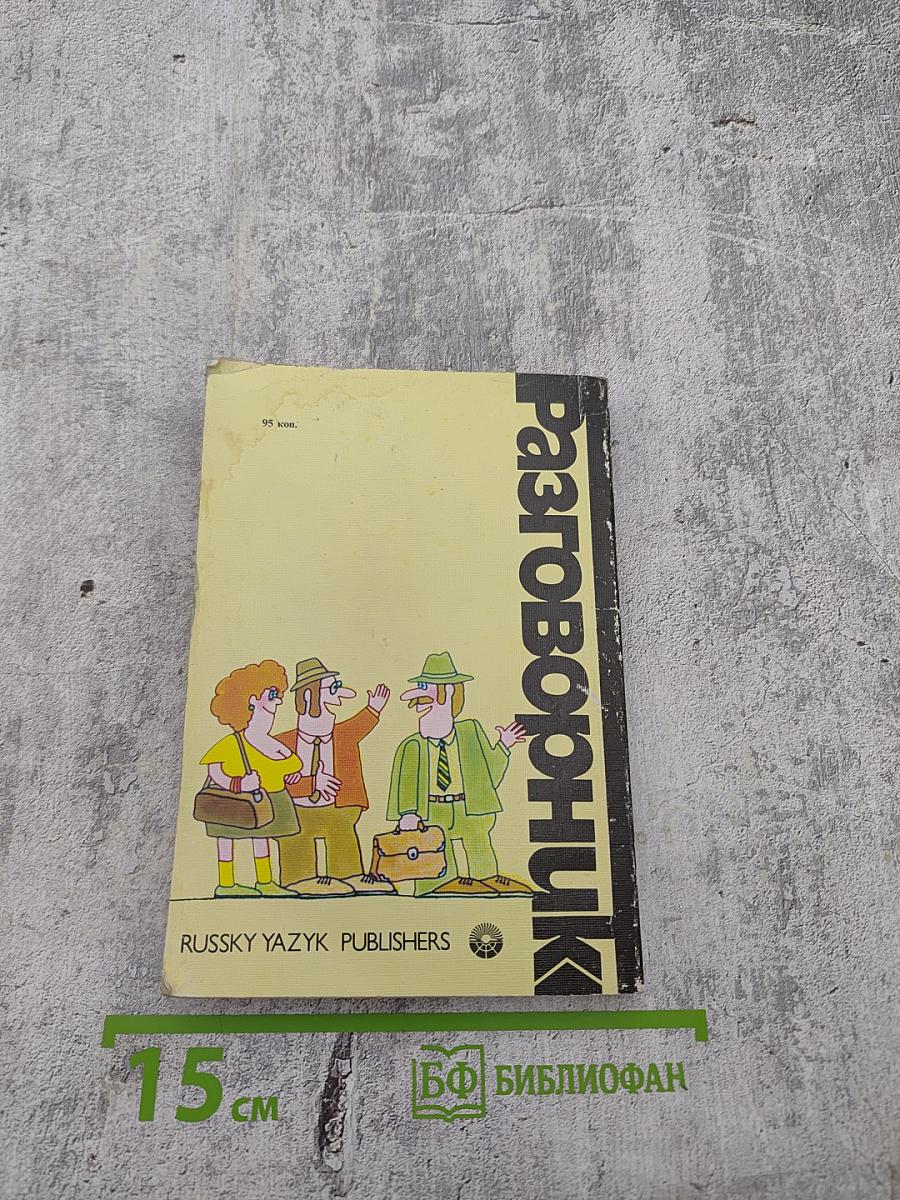 95 коп.
Разговорник
RUSSKY YAZYK PUBLISHERS
15 см
БФ БИБЛИОФАН